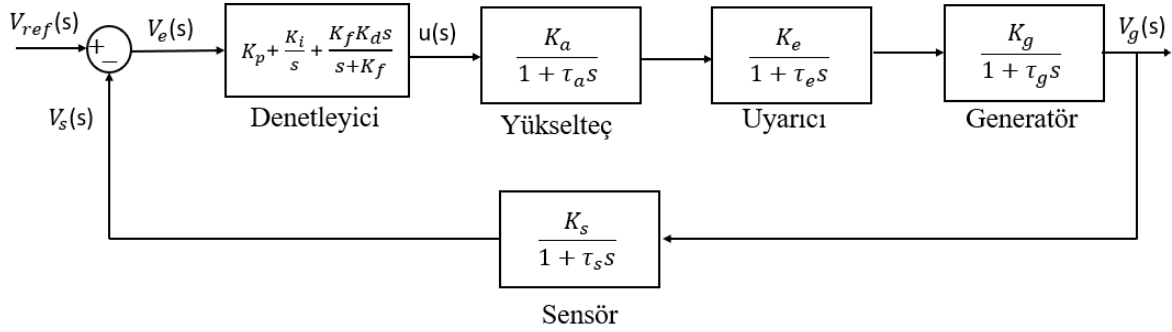 V_ref(s)
+
−
V_e(s)
K_p + K_i/s + K_f K_d s/(s+K_f)
Denetleyici
u(s)
K_a/(1 + τ_a s)
Yükselteç
K_e/(1 + τ_e s)
Uyarıcı
K_g/(1 + τ_g s)
Generatör
V_g(s)
V_s(s)
K_s/(1 + τ_s s)
Sensör